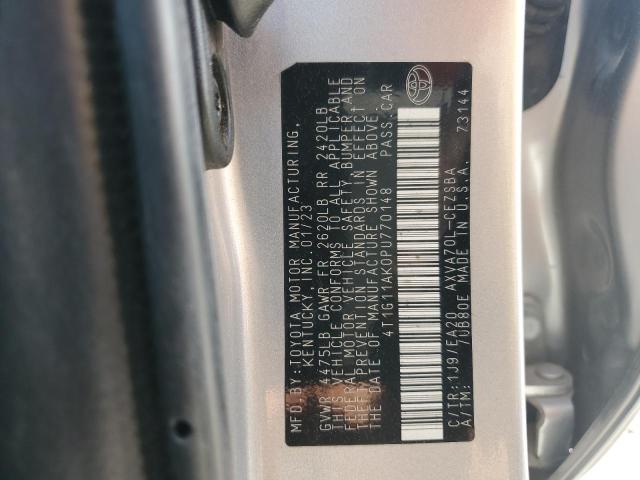 MFD.BY:TOYOTA MOTOR MANUFACTURING,
KENTUCKY, INC.01/23
GVWR 4475LB GAWR FR 2620LB RR 2420LB
THIS VEHICLE CONFORMS TO ALL APPLICABLE
FEDERAL MOTOR VEHICLE SAFETY, BUMPER, AND
THEFT PREVENTION STANDARDS IN EFFECT ON
THE DATE OF MANUFACTURE SHOWN ABOVE.
4T1G11AK0PU770148 PASS.CAR
C/TR:1J9/EA20 AXVA70L-CEZSBA
A/TM: 7UB80E MADE IN U.S.A. 73144